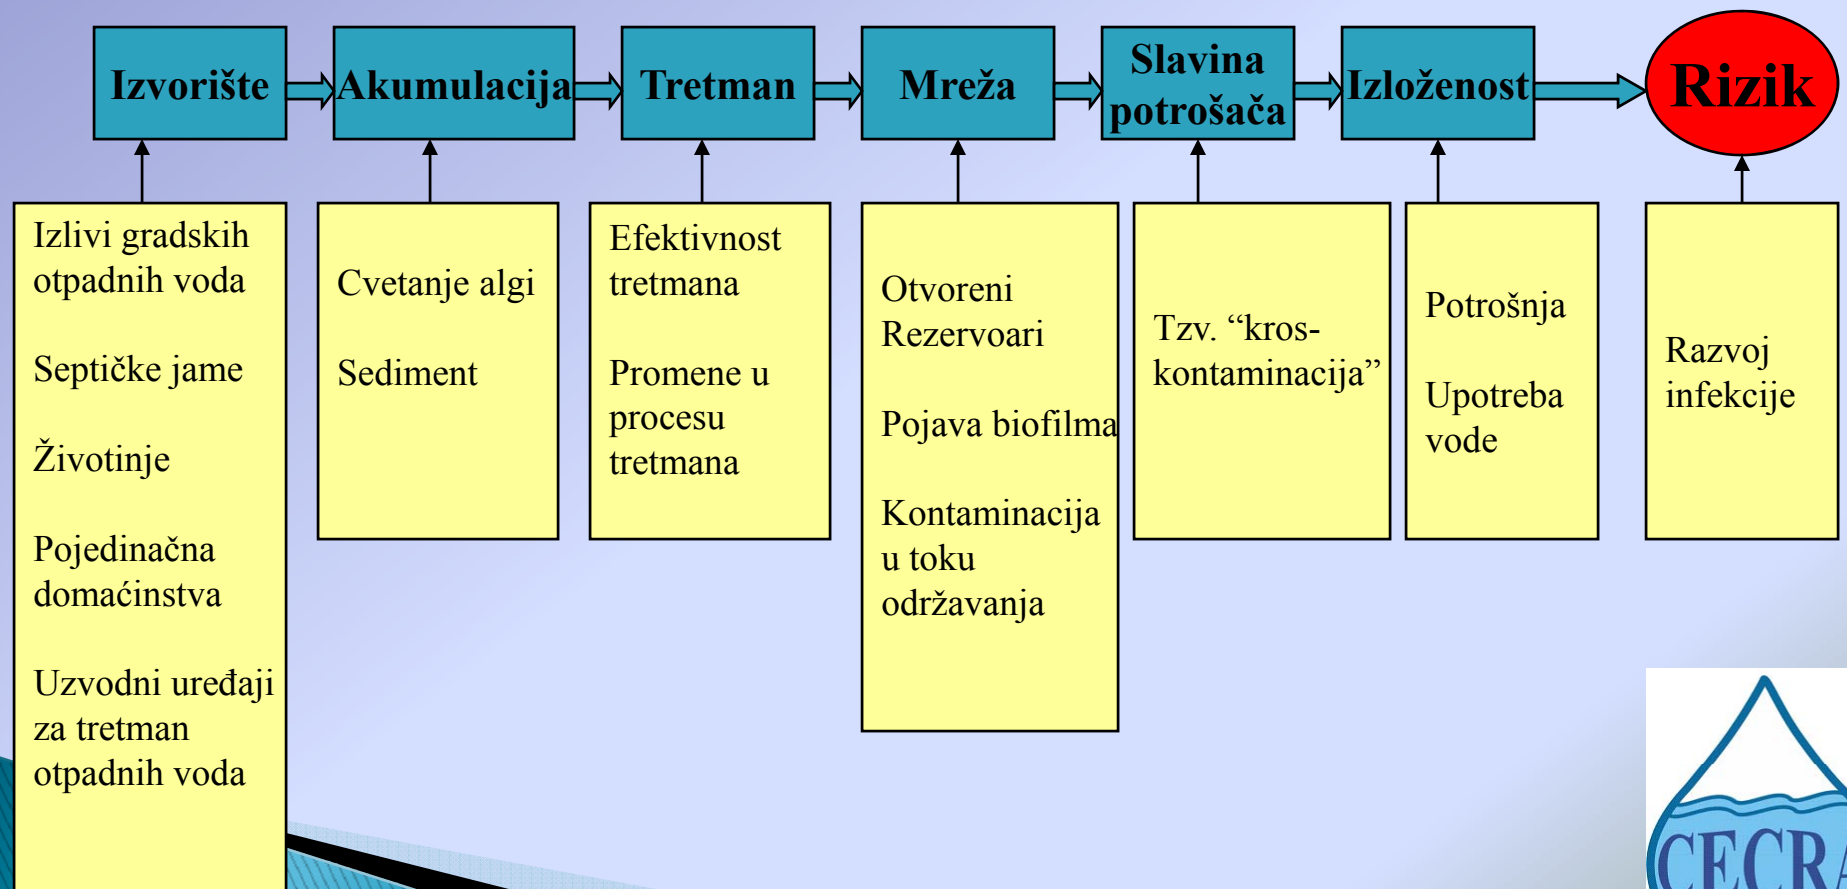 Izvorište
Akumulacija
Tretman
Mreža
Slavina
potrošača
Izloženost
Rizik
Izlivi gradskih
otpadnih voda
Septičke jame
Životinje
Pojedinačna
domaćinstva
Uzvodni uređaji
za tretman
otpadnih voda
Cvetanje algi
Sediment
Efektivnost
tretmana
Promene u
procesu
tretmana
Otvoreni
Rezervoari
Pojava biofilma
Kontaminacija
u toku
održavanja
Tzv. “kros-
kontaminacija”
Potrošnja
Upotreba
vode
Razvoj
infekcije
CECRA